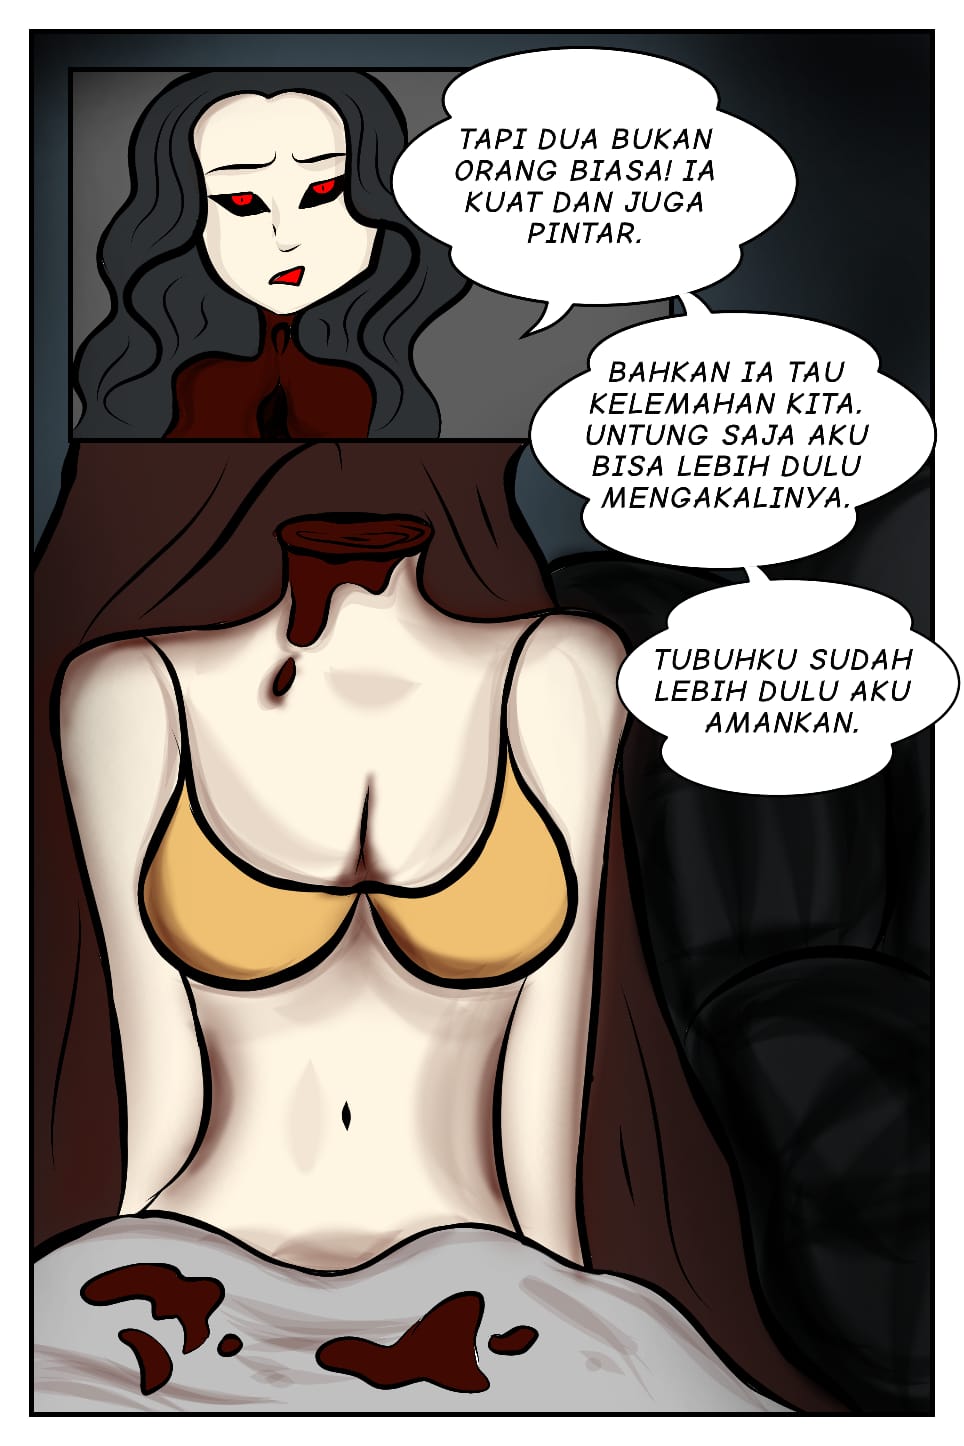 TAPI DUA BUKAN
ORANG BIASA! IA
KUAT DAN JUGA
PINTAR.
BAHKAN IA TAU
KELEMAHAN KITA.
UNTUNG SAJA AKU
BISA LEBIH DULU
MENGAKALINYA.
TUBUHKU SUDAH
LEBIH DULU AKU
AMANKAN.